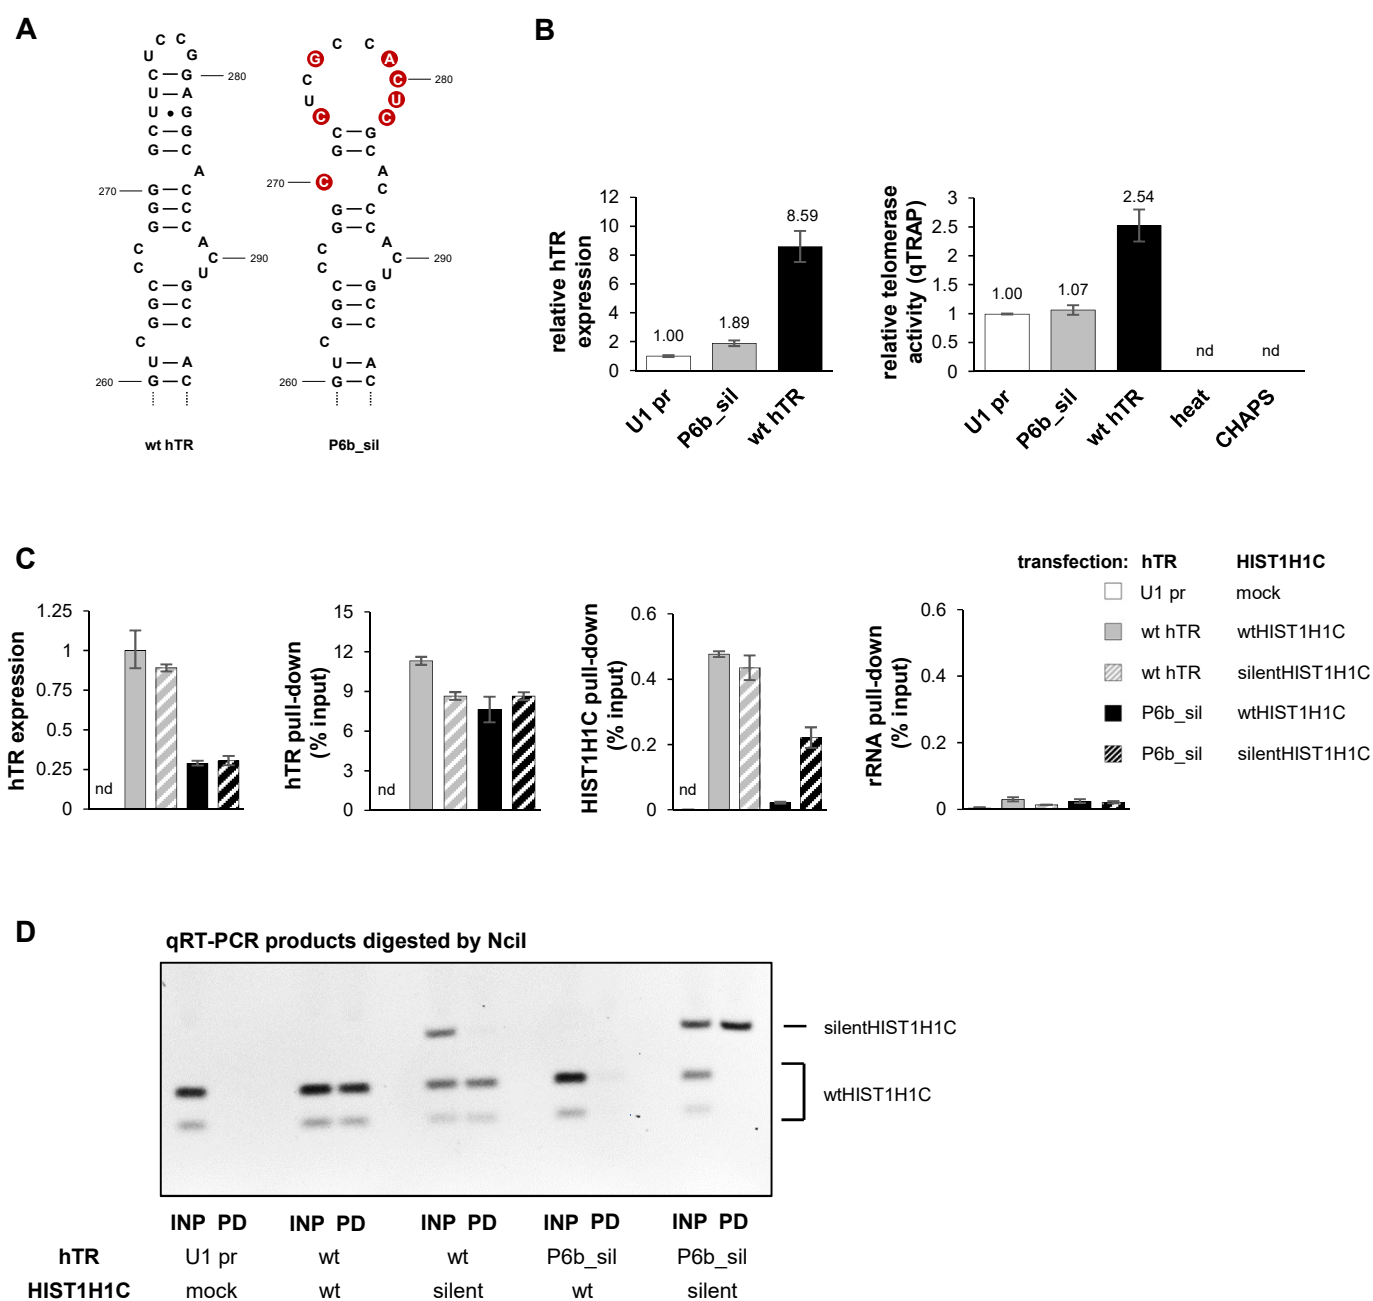 A
C C
U G
C G 280
U A
U G
C G
G C
A
270 G C
G C
G C
C A
C C 290
U
G G
G C
G C
C
U A
260 G C
wt hTR
C C
G A
C C 280
U U
C C
C G
G C
A
270 C C
G C
G C
C A
C C 290
C U
G G
G C
C
U A
260 G C
P6b_sil
B
relative hTR
expression
12
10
8
6
4
2
0
1.00
1.89
8.59
U1 pr
P6b_sil
wt hTR
relative telomerase
activity (qTRAP)
3
2.5
2
1.5
1
0.5
0
1.00
1.07
2.54
nd
nd
U1 pr
P6b_sil
wt hTR
heat
CHAPS
C
hTR expression
1.25
1
0.75
0.5
0.25
0
nd
hTR pull-down
(% input)
15
12
9
6
3
0
nd
HIST1H1C pull-down
(% input)
0.6
0.4
0.2
0
nd
rRNA pull-down
(% input)
0.6
0.4
0.2
0
transfection: hTR HIST1H1C
U1 pr mock
wt hTR wtHIST1H1C
wt hTR silentHIST1H1C
P6b_sil wtHIST1H1C
P6b_sil silentHIST1H1C
D
qRT-PCR products digested by NciI
silentHIST1H1C
wtHIST1H1C
INP PD INP PD INP PD INP PD INP PD
hTR U1 pr wt wt P6b_sil P6b_sil
HIST1H1C mock wt silent wt silent